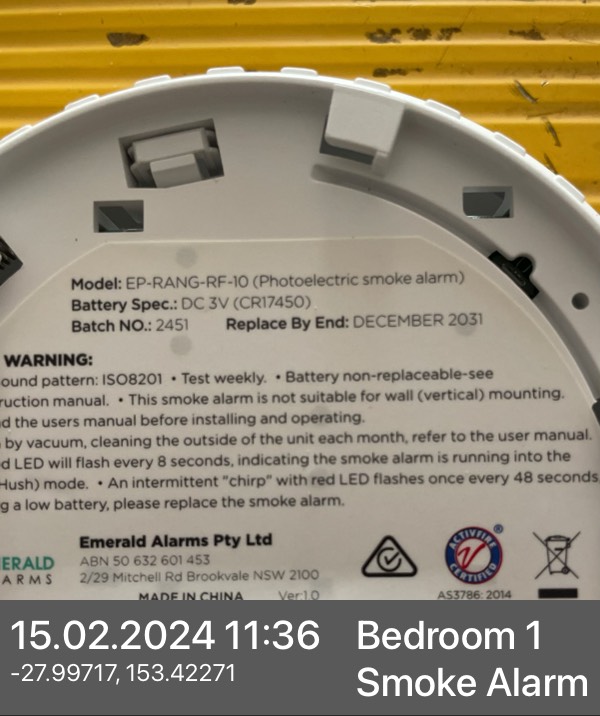 Model: EP-RANG-RF-10 (Photoelectric smoke alarm)
Battery Spec.: DC 3V (CR17450)
Batch NO.: 2451 Replace By End: DECEMBER 2031
WARNING:
ound pattern: ISO8201 • Test weekly. • Battery non-replaceable-see
ruction manual. • This smoke alarm is not suitable for wall (vertical) mounting.
d the users manual before installing and operating.
by vacuum, cleaning the outside of the unit each month, refer to the user manual.
d LED will flash every 8 seconds, indicating the smoke alarm is running into the
Hush) mode. • An intermittent "chirp" with red LED flashes once every 48 seconds
g a low battery, please replace the smoke alarm.
Emerald Alarms Pty Ltd
ABN 50 632 601 453
2/29 Mitchell Rd Brookvale NSW 2100
MADE IN CHINA Ver:1.0
ERALD
ARMS
ACTIVFIRE
CERTIFIED
®
AS3786: 2014
15.02.2024 11:36
-27.99717, 153.42271
Bedroom 1
Smoke Alarm